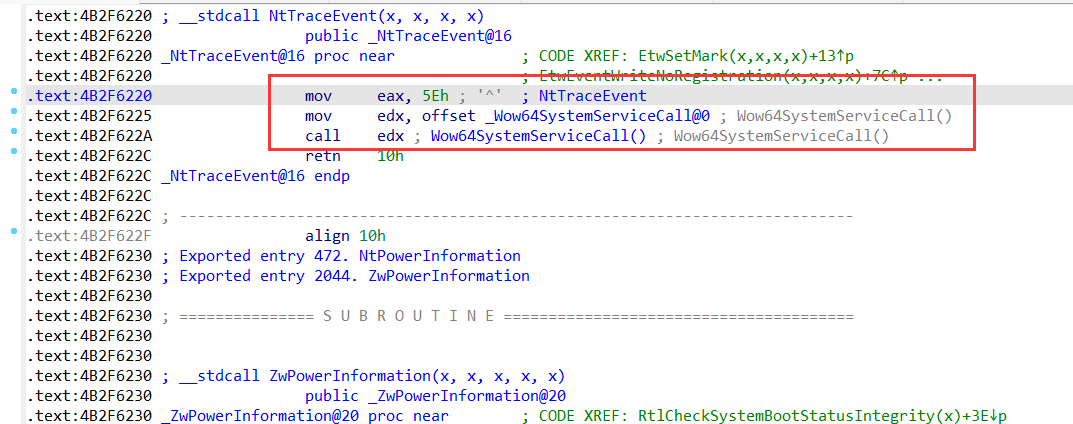 .text:4B2F6220 ; __stdcall NtTraceEvent(x, x, x, x)
.text:4B2F6220 public _NtTraceEvent@16
.text:4B2F6220 _NtTraceEvent@16 proc near ; CODE XREF: EtwSetMark(x,x,x,x)+13↑p
.text:4B2F6220 ; EtwEventWriteNoRegistration(x,x,x,x)+7C↑p ...
.text:4B2F6220 mov eax, 5Eh ; '^' ; NtTraceEvent
.text:4B2F6225 mov edx, offset _Wow64SystemServiceCall@0 ; Wow64SystemServiceCall()
.text:4B2F622A call edx ; Wow64SystemServiceCall() ; Wow64SystemServiceCall()
.text:4B2F622C retn 10h
.text:4B2F622C _NtTraceEvent@16 endp
.text:4B2F622C
.text:4B2F622C ; ---------------------------------------------------------------------------
.text:4B2F622F align 10h
.text:4B2F6230 ; Exported entry 472. NtPowerInformation
.text:4B2F6230 ; Exported entry 2044. ZwPowerInformation
.text:4B2F6230
.text:4B2F6230 ; =============== S U B R O U T I N E =======================================
.text:4B2F6230
.text:4B2F6230
.text:4B2F6230 ; __stdcall ZwPowerInformation(x, x, x, x, x)
.text:4B2F6230 public _ZwPowerInformation@20
.text:4B2F6230 _ZwPowerInformation@20 proc near ; CODE XREF: RtlCheckSystemBootStatusIntegrity(x)+3E↓p